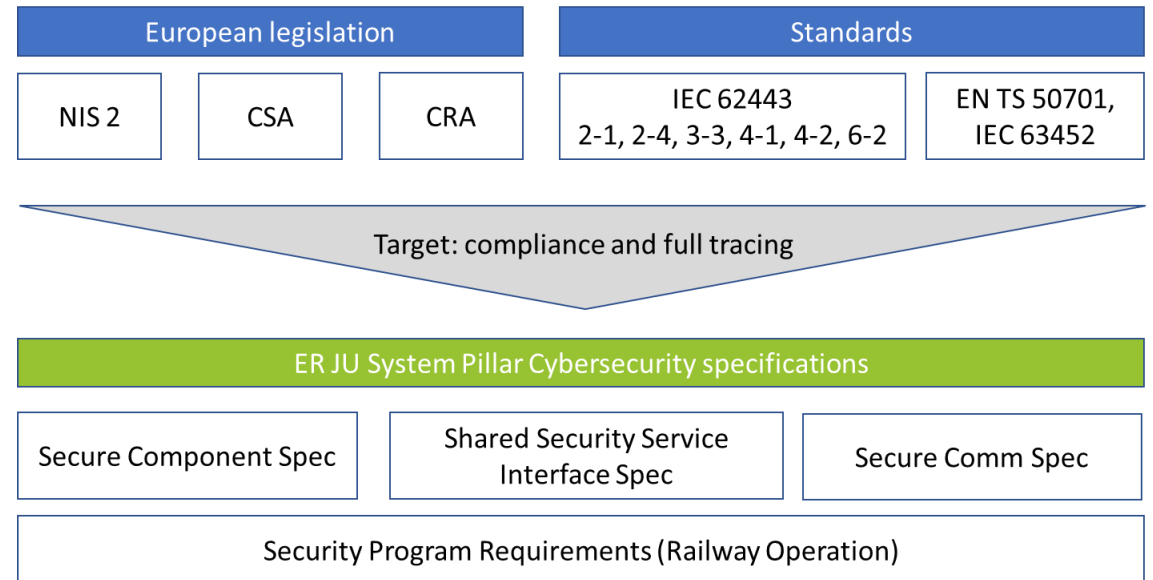 European legislation
Standards
NIS 2
CSA
CRA
IEC 62443
2-1, 2-4, 3-3, 4-1, 4-2, 6-2
EN TS 50701,
IEC 63452
Target: compliance and full tracing
ER JU System Pillar Cybersecurity specifications
Secure Component Spec
Shared Security Service
Interface Spec
Secure Comm Spec
Security Program Requirements (Railway Operation)